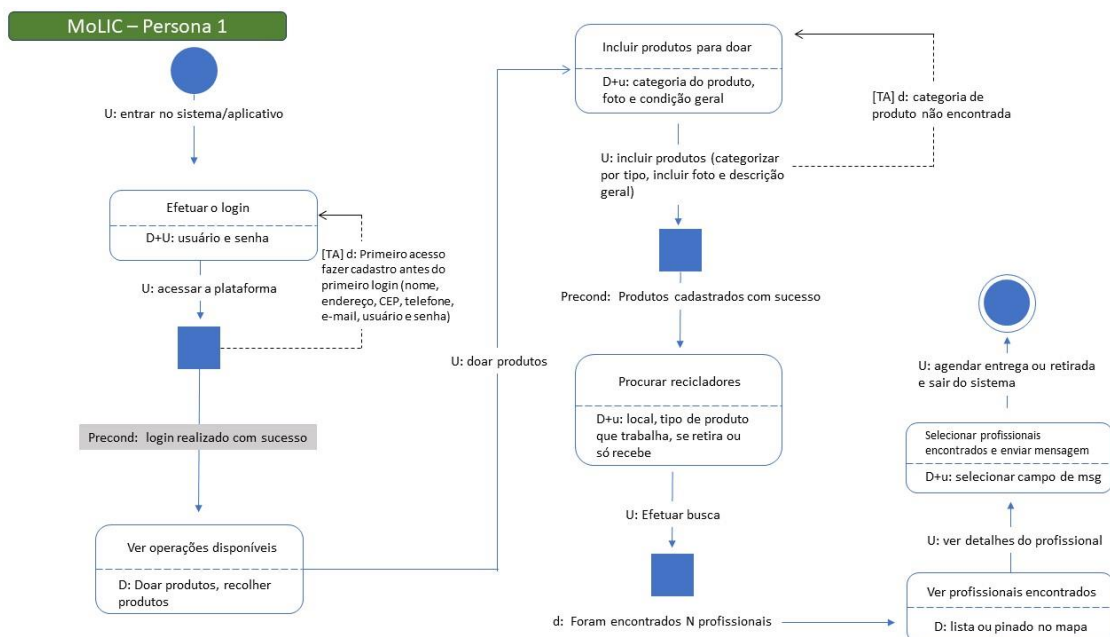 MoLIC – Persona 1
U: entrar no sistema/aplicativo
Efetuar o login
D+U: usuário e senha
[TA] d: Primeiro acesso
fazer cadastro antes do
primeiro login (nome,
endereço, CEP, telefone,
e-mail, usuário e senha)
U: acessar a plataforma
Precond: login realizado com sucesso
Ver operações disponíveis
D: Doar produtos, recolher
produtos
U: doar produtos
Incluir produtos para doar
D+u: categoria do produto,
foto e condição geral
[TA] d: categoria de
produto não encontrada
U: incluir produtos (categorizar
por tipo, incluir foto e descrição
geral)
Precond: Produtos cadastrados com sucesso
Procurar recicladores
D+u: local, tipo de produto
que trabalha, se retira ou
só recebe
U: Efetuar busca
d: Foram encontrados N profissionais
Ver profissionais encontrados
D: lista ou pinado no mapa
U: ver detalhes do profissional
Selecionar profissionais
encontrados e enviar mensagem
D+u: selecionar campo de msg
U: agendar entrega ou retirada
e sair do sistema